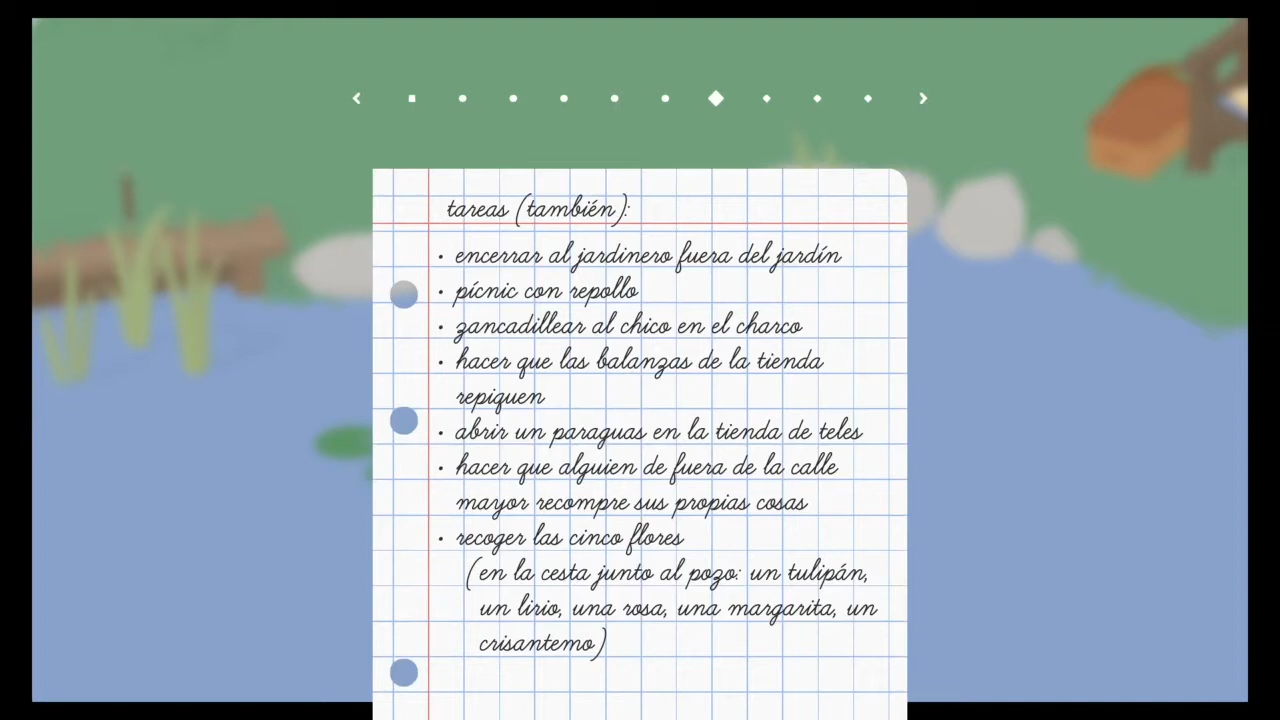 tareas (también):
• encerrar al jardinero fuera del jardín
• pícnic con repollo
• zancadillear al chico en el charco
• hacer que las balanzas de la tienda
repiquen
• abrir un paraguas en la tienda de teles
• hacer que alguien de fuera de la calle
mayor recompre sus propias cosas
• recoger las cinco flores
(en la cesta junto al pozo: un tulipán,
un lirio, una rosa, una margarita, un
crisantemo)